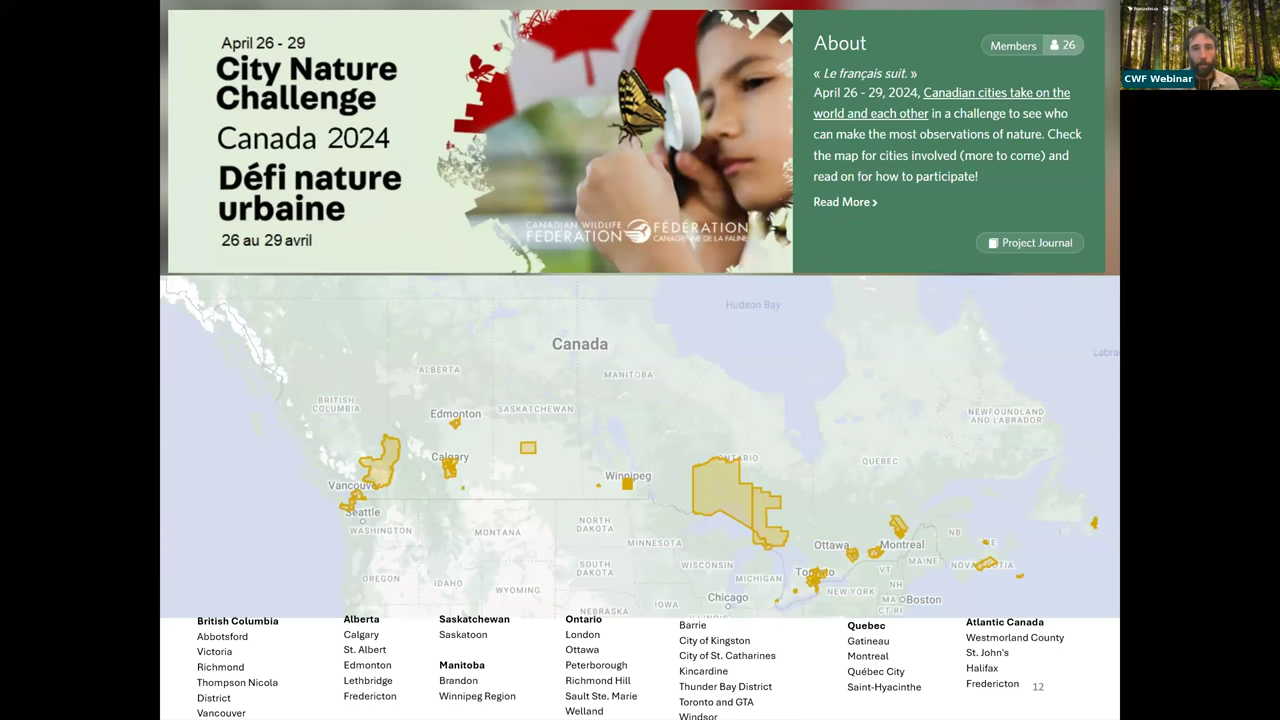 April 26 - 29
City Nature
Challenge
Canada 2024
Défi nature
urbaine
26 au 29 avril
CANADIAN WILDLIFE
FEDERATION
FÉDÉRATION
CANADIENNE DE LA FAUNE
About
Members 26
« Le français suit. »
April 26 - 29, 2024, Canadian cities take on the
world and each other in a challenge to see who
can make the most observations of nature. Check
the map for cities involved (more to come) and
read on for how to participate!
Read More >
Project Journal
CWF Webinar
Hudson Bay
Canada
Labra
ALBERTA
MANITOBA
BRITISH
COLUMBIA
SASKATCHEWAN
NEWFOUNDLAND
AND LABRADOR
Edmonton
Calgary
ONTARIO
QUEBEC
Winnipeg
Vancouver
Seattle
WASHINGTON
MONTANA
NORTH
DAKOTA
MINNESOTA
Ottawa
Montreal
NB
PE
NOVA SCOTIA
MAINE
OREGON
IDAHO
WYOMING
SOUTH
DAKOTA
WISCONSIN
MICHIGAN
Toronto
VT
NH
NEW YORK
MA
CT RI
Boston
Chicago
IOWA
NEBRASKA
ILLINOIS
British Columbia
Abbotsford
Victoria
Richmond
Thompson Nicola
District
Vancouver
Alberta
Calgary
St. Albert
Edmonton
Lethbridge
Fredericton
Saskatchewan
Saskatoon
Manitoba
Brandon
Winnipeg Region
Ontario
London
Ottawa
Peterborough
Richmond Hill
Sault Ste. Marie
Welland
Barrie
City of Kingston
City of St. Catharines
Kincardine
Thunder Bay District
Toronto and GTA
Windsor
Quebec
Gatineau
Montreal
Québec City
Saint-Hyacinthe
Atlantic Canada
Westmorland County
St. John's
Halifax
Fredericton
12